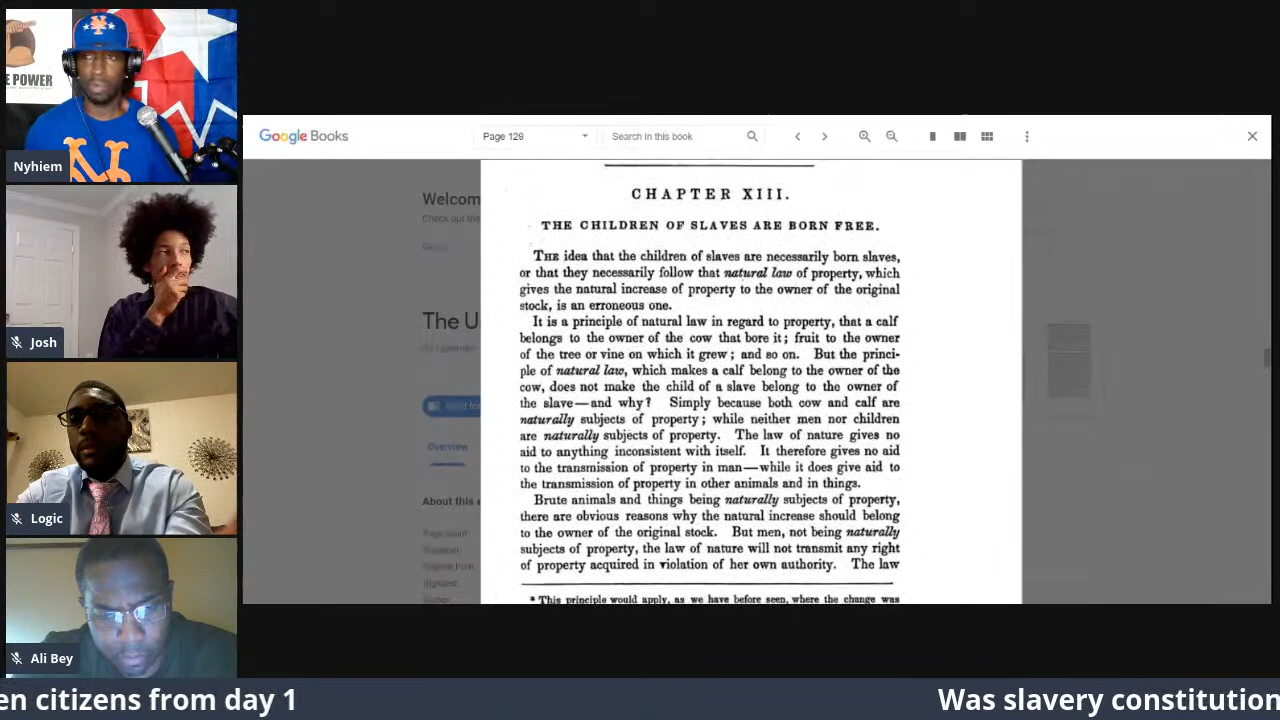 E POWER
Nyhiem
Josh
Logic
Ali Bey
Google Books
Page 129
Search in this book
Welcom
Check out the
The U
Overview
About this e
Page count
CHAPTER XIII.
THE CHILDREN OF SLAVES ARE BORN FREE.
THE idea that the children of slaves are necessarily born slaves,
or that they necessarily follow that natural law of property, which
gives the natural increase of property to the owner of the original
stock, is an erroneous one.
It is a principle of natural law in regard to property, that a calf
belongs to the owner of the cow that bore it; fruit to the owner
of the tree or vine on which it grew; and so on. But the princi-
ple of natural law, which makes a calf belong to the owner of the
cow, does not make the child of a slave belong to the owner of
the slave—and why? Simply because both cow and calf are
naturally subjects of property; while neither men nor children
are naturally subjects of property. The law of nature gives no
aid to anything inconsistent with itself. It therefore gives no aid
to the transmission of property in man—while it does give aid to
the transmission of property in other animals and in things.
Brute animals and things being naturally subjects of property,
there are obvious reasons why the natural increase should belong
to the owner of the original stock. But men, not being naturally
subjects of property, the law of nature will not transmit any right
of property acquired in violation of her own authority. The law
* This principle would apply, as we have before seen, where the change was
en citizens from day 1
Was slavery constitution